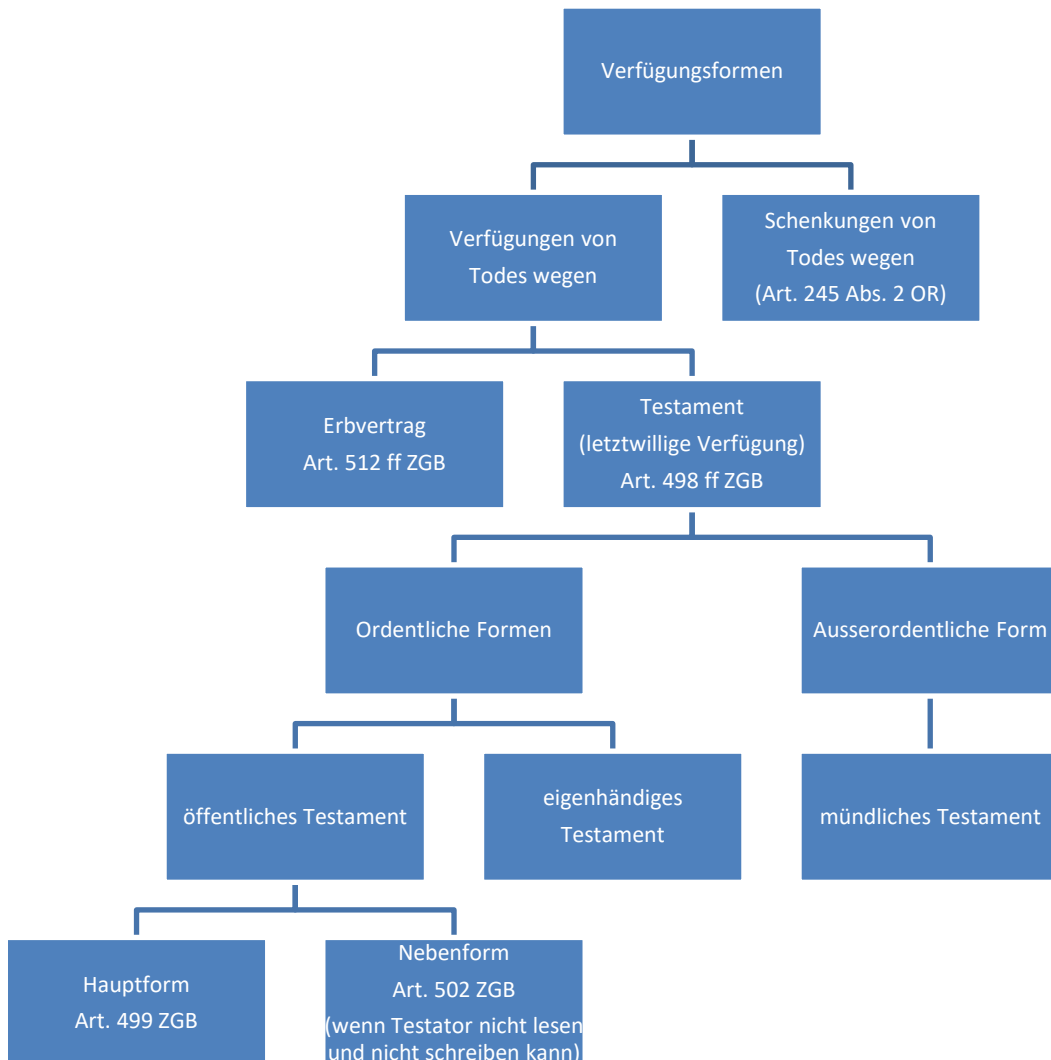 Verfügungsformen
Verfügungen von
Todes wegen
Schenkungen von
Todes wegen
(Art. 245 Abs. 2 OR)
Erbvertrag
Art. 512 ff ZGB
Testament
(letztwillige Verfügung)
Art. 498 ff ZGB
Ordentliche Formen
Ausserordentliche Form
öffentliches Testament
eigenhändiges
Testament
mündliches Testament
Hauptform
Art. 499 ZGB
Nebenform
Art. 502 ZGB
(wenn Testator nicht lesen
und nicht schreiben kann)